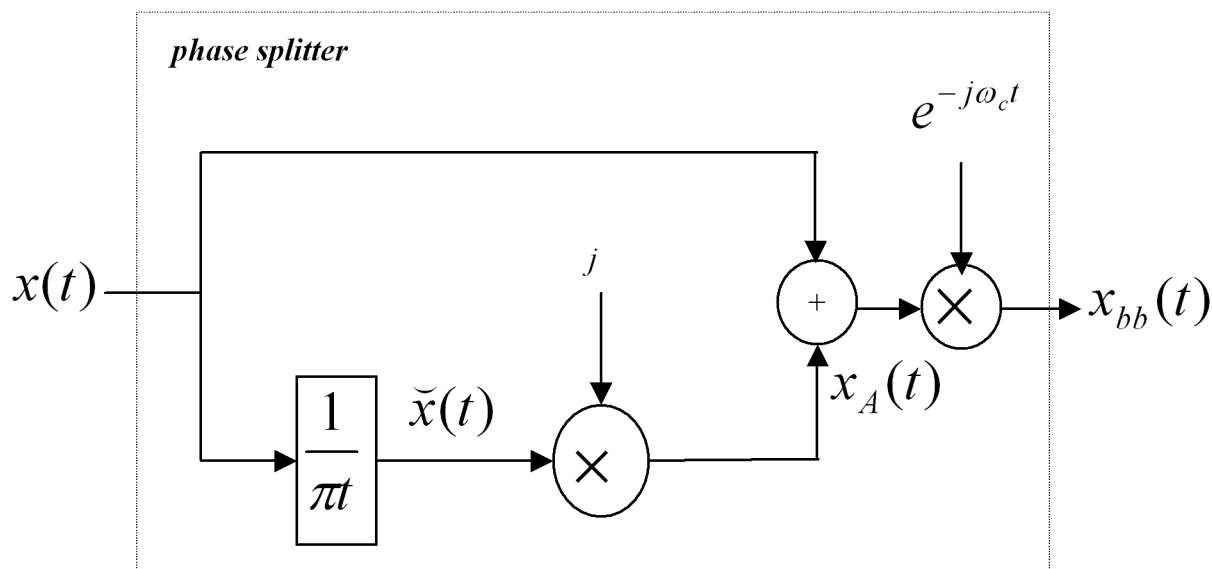 phase splitter
e^{-jω_c t}
x(t)
j
+
×
x_{bb}(t)
x_A(t)
1
πt
x̆(t)
×